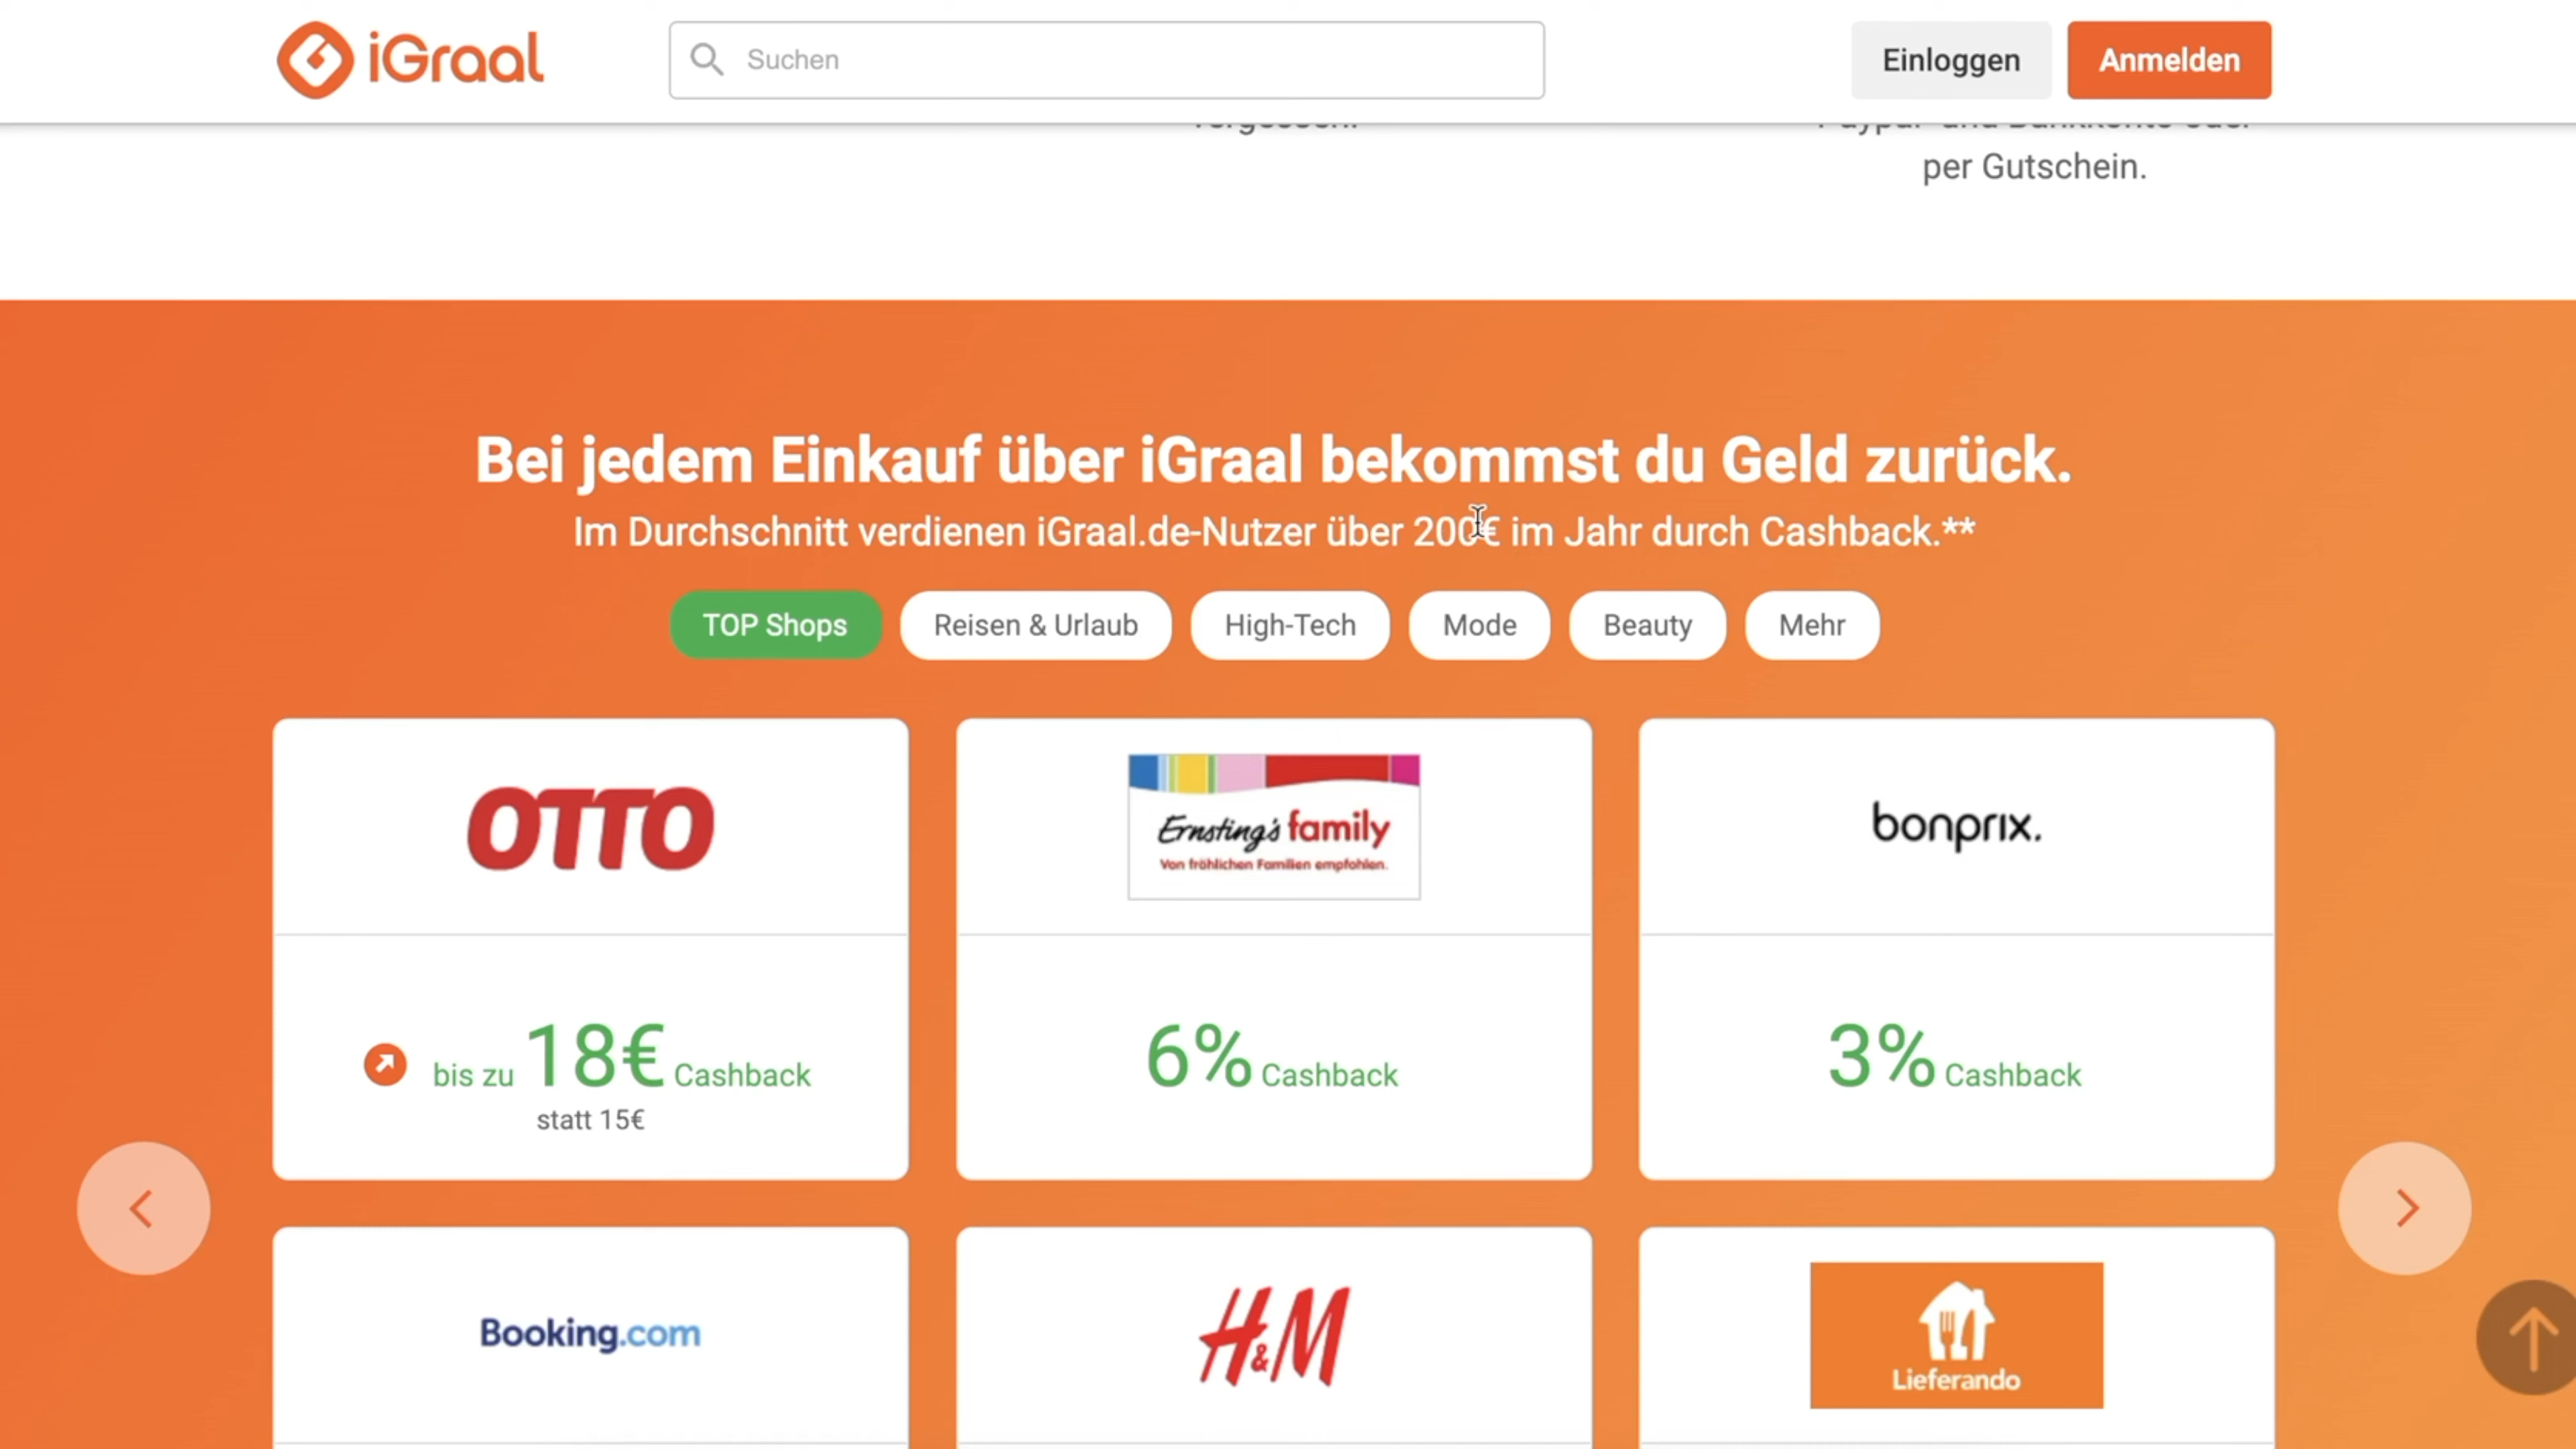 iGraal
Suchen
Einloggen
Anmelden
per Gutschein.
Bei jedem Einkauf über iGraal bekommst du Geld zurück.
Im Durchschnitt verdienen iGraal.de-Nutzer über 200€ im Jahr durch Cashback.**
TOP Shops
Reisen & Urlaub
High-Tech
Mode
Beauty
Mehr
OTTO
Ernsting's family
Von fröhlichen Familien empfohlen.
bonprix.
bis zu 18€ Cashback
statt 15€
6% Cashback
3% Cashback
Booking.com
H&M
Lieferando